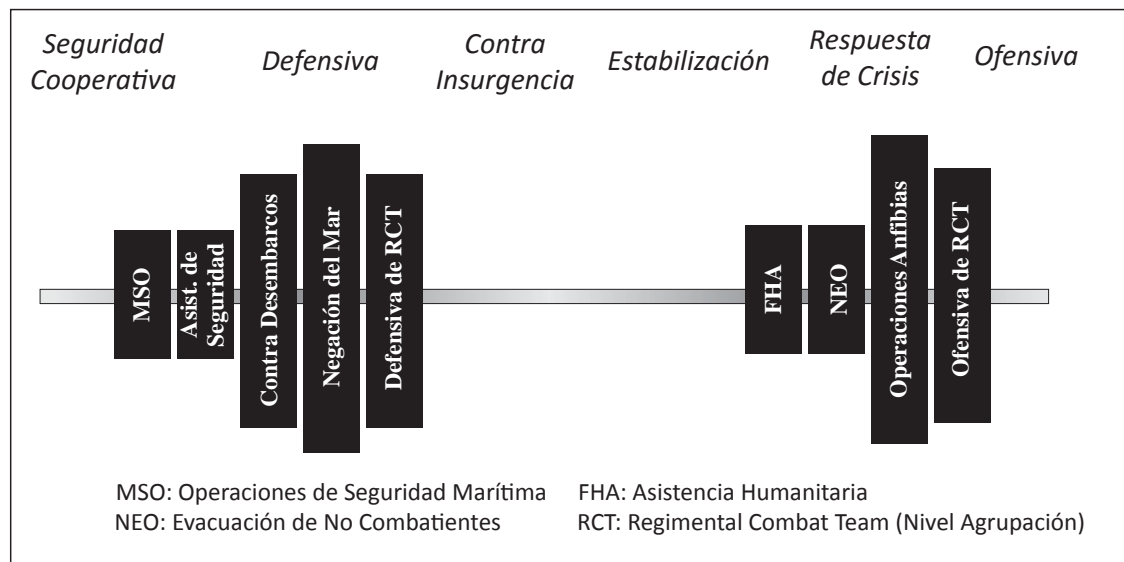 Seguridad
Cooperativa
Defensiva
Contra
Insurgencia
Estabilización
Respuesta
de Crisis
Ofensiva
MSO
Asist. de
Seguridad
Contra Desembarcos
Negación del Mar
Defensiva de RCT
FHA
NEO
Operaciones Anfibias
Ofensiva de RCT
MSO: Operaciones de Seguridad Marítima
FHA: Asistencia Humanitaria
NEO: Evacuación de No Combatientes
RCT: Regimental Combat Team (Nivel Agrupación)